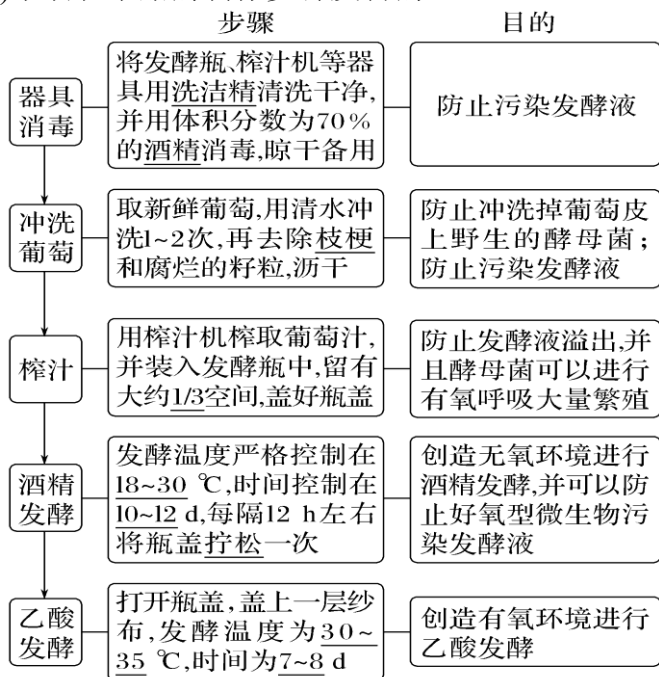 步骤
目的
器具
消毒
将发酵瓶、榨汁机等器
具用洗洁精清洗干净,
并用体积分数为70%
的酒精消毒,晾干备用
防止污染发酵液
冲洗
葡萄
取新鲜葡萄,用清水冲
洗1~2次,再去除枝梗
和腐烂的籽粒,沥干
防止冲洗掉葡萄皮
上野生的酵母菌;
防止污染发酵液
榨汁
用榨汁机榨取葡萄汁,
并装入发酵瓶中,留有
大约1/3空间,盖好瓶盖
防止发酵液溢出,并
且酵母菌可以进行
有氧呼吸大量繁殖
酒精
发酵
发酵温度严格控制在
18~30 ℃,时间控制在
10~12 d,每隔12 h左右
将瓶盖拧松一次
创造无氧环境进行
酒精发酵,并可以防
止好氧型微生物污
染发酵液
乙酸
发酵
打开瓶盖,盖上一层纱
布,发酵温度为30~
35 ℃,时间为7~8 d
创造有氧环境进行
乙酸发酵